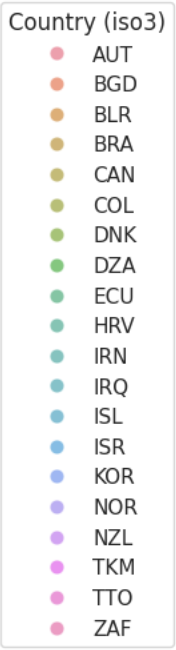 Country (iso3)
AUT
BGD
BLR
BRA
CAN
COL
DNK
DZA
ECU
HRV
IRN
IRQ
ISL
ISR
KOR
NOR
NZL
TKM
TTO
ZAF